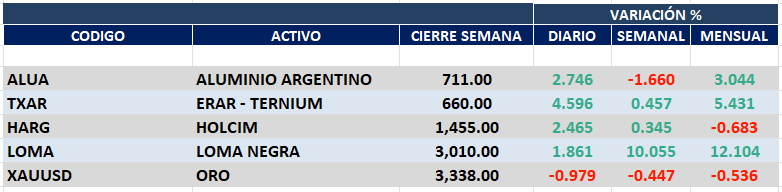 VARIACIÓN %
CODIGO ACTIVO CIERRE SEMANA DIARIO SEMANAL MENSUAL
ALUA ALUMINIO ARGENTINO 711.00 2.746 -1.660 3.044
TXAR ERAR - TERNIUM 660.00 4.596 0.457 5.431
HARG HOLCIM 1,455.00 2.465 0.345 -0.683
LOMA LOMA NEGRA 3,010.00 1.861 10.055 12.104
XAUUSD ORO 3,338.00 -0.979 -0.447 -0.536